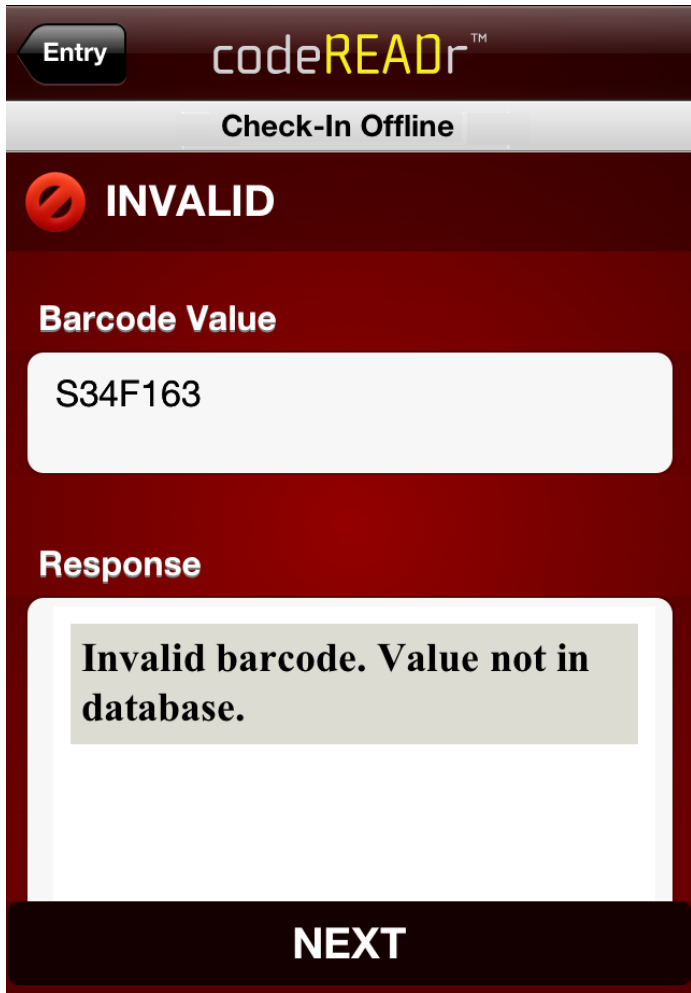 Entry
codeREADr™
Check-In Offline
INVALID
Barcode Value
S34F163
Response
Invalid barcode. Value not in
database.
NEXT